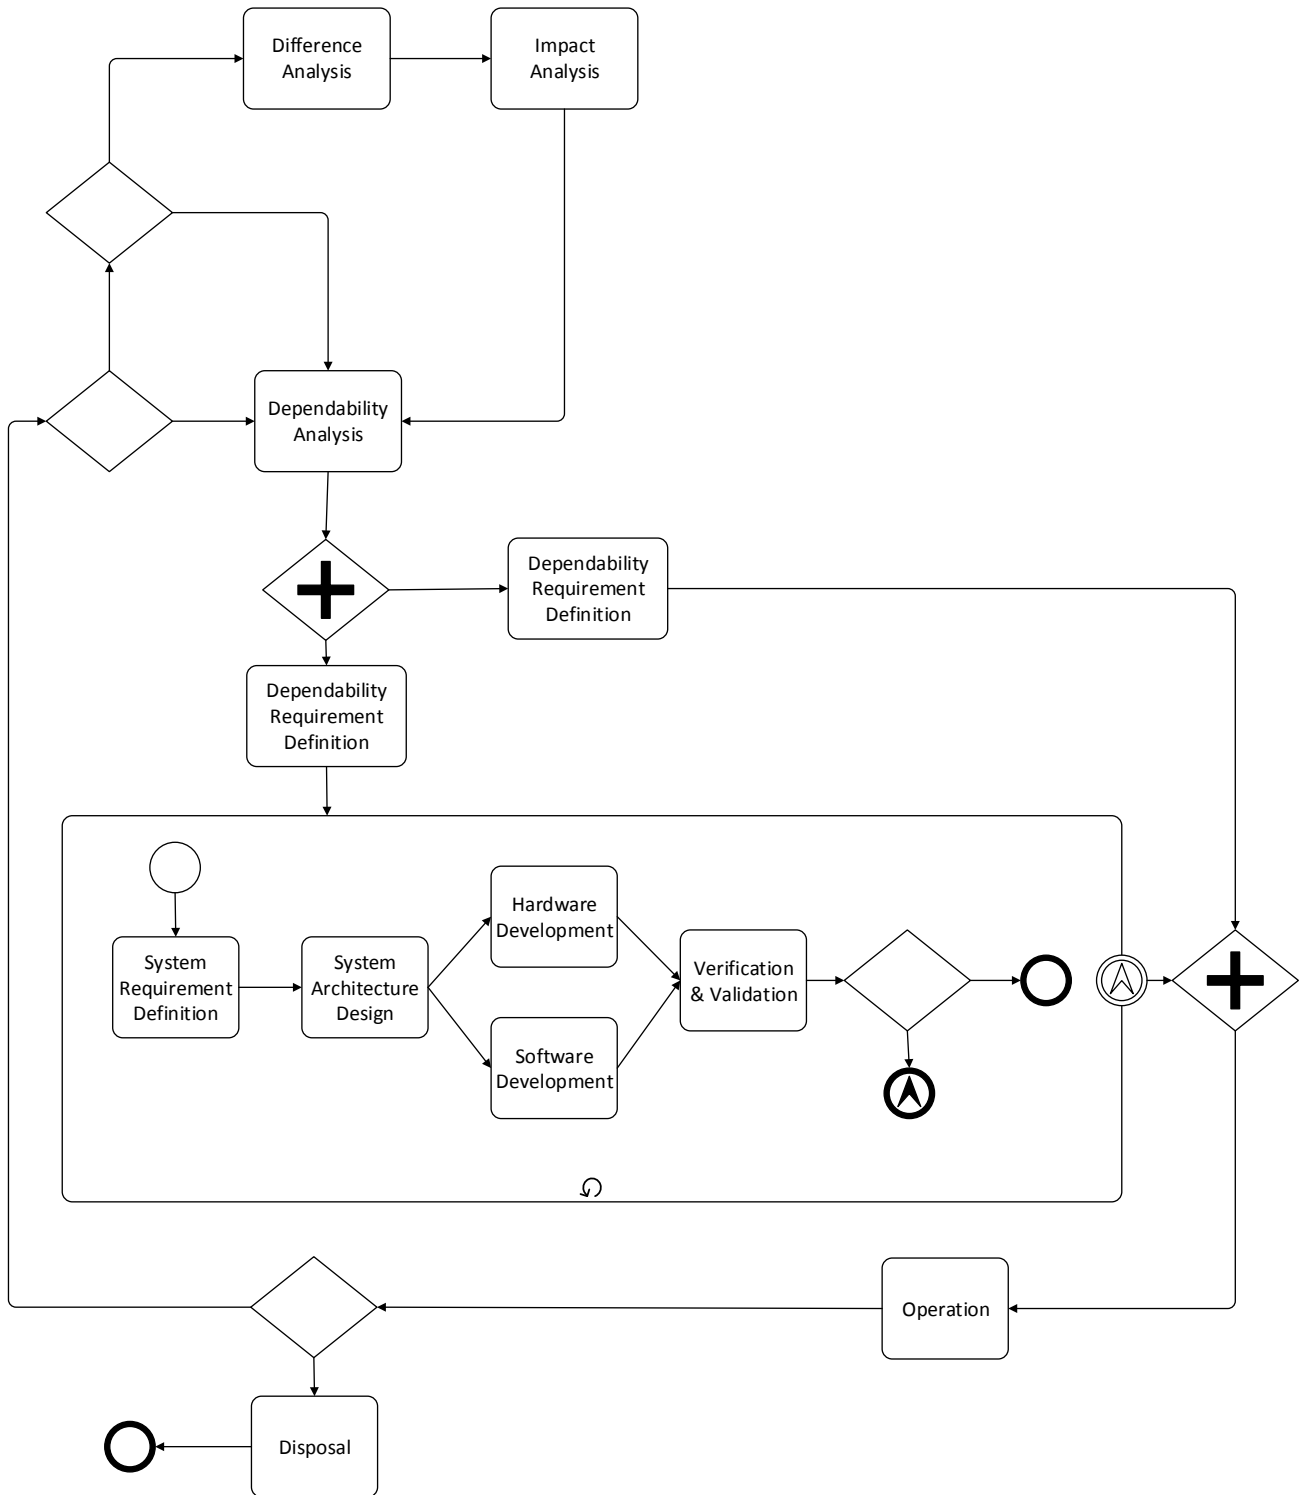 Difference
Analysis
Impact
Analysis
Dependability
Analysis
Dependability
Requirement
Definition
Dependability
Requirement
Definition
System
Requirement
Definition
System
Architecture
Design
Hardware
Development
Software
Development
Verification
& Validation
Operation
Disposal